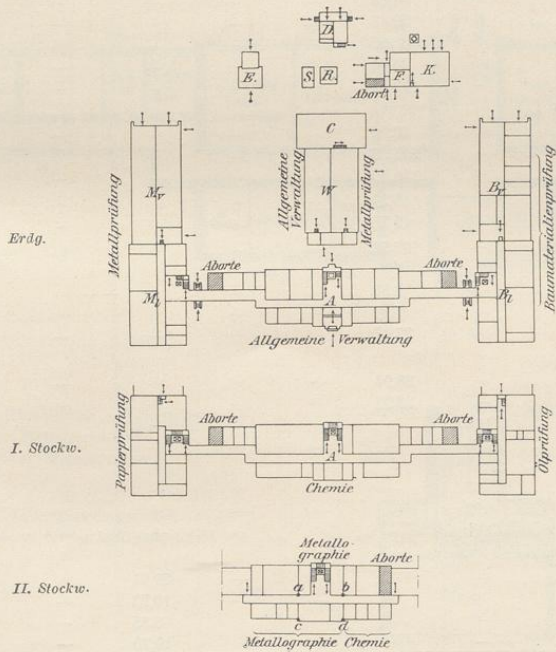 D.
E.
S.
R.
F.
K.
Abort
C
Allgemeine
Verwaltung
W
Metallprüfung
Metallprüfung
Mv
Bv
Baumaterialienprüfung
Erdg.
Aborte
Aborte
Ml
A
Bl
Allgemeine Verwaltung
Papierprüfung
Aborte
Aborte
Ölprüfung
I. Stockw.
A
Chemie
Metallo-
graphie
Aborte
II. Stockw.
a b
c d
Metallographie Chemie